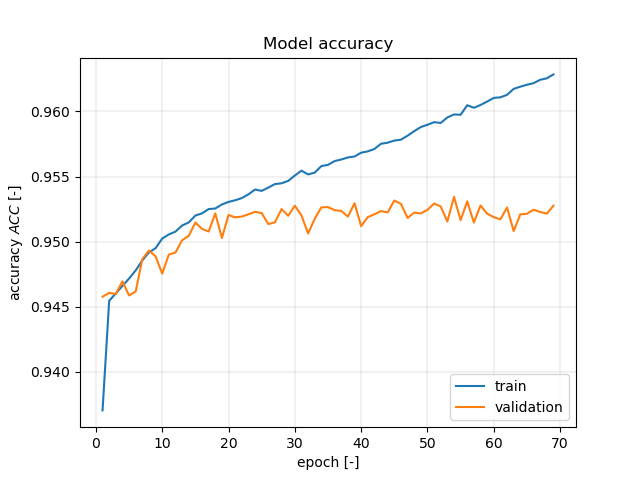 Model accuracy
accuracy ACC [-]
0.960
0.955
0.950
0.945
0.940
0 10 20 30 40 50 60 70
epoch [-]
train
validation